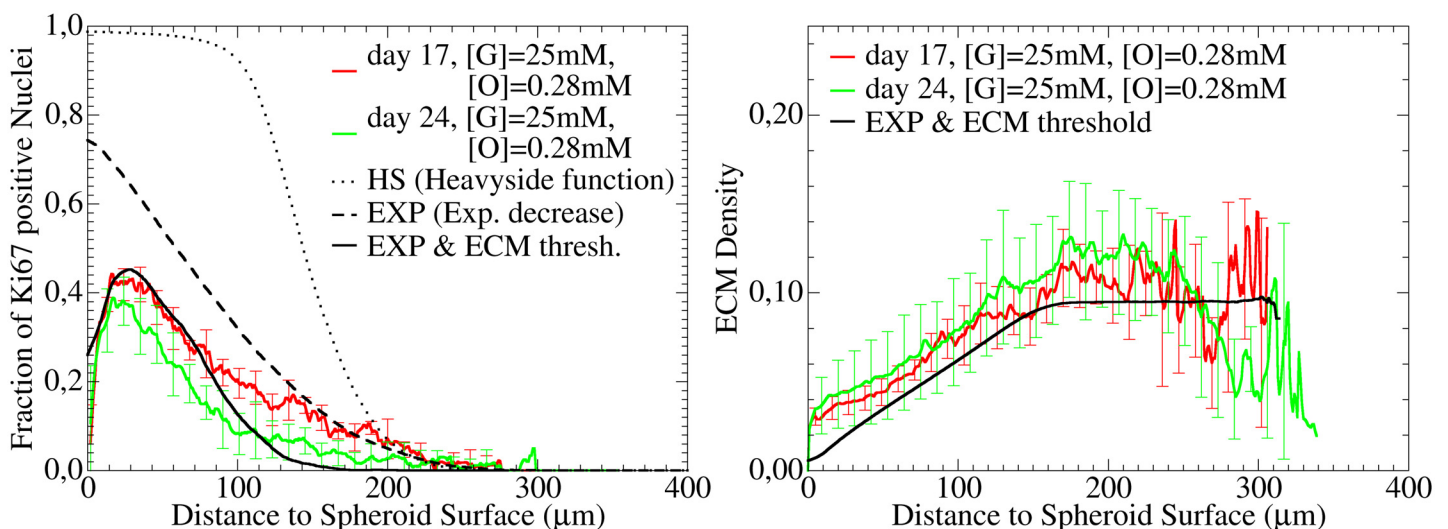 Fraction of Ki67 positive Nuclei
1,0
0,8
0,6
0,4
0,2
0,0
day 17, [G]=25mM,
[O]=0.28mM
day 24, [G]=25mM,
[O]=0.28mM
HS (Heavyside function)
EXP (Exp. decrease)
EXP & ECM thresh.
0
100
200
300
400
Distance to Spheroid Surface (μm)
ECM Density
0,20
0,10
0.00
day 17, [G]=25mM, [O]=0.28mM
day 24, [G]=25mM, [O]=0.28mM
EXP & ECM threshold
0
100
200
300
400
Distance to Spheroid Surface (μm)